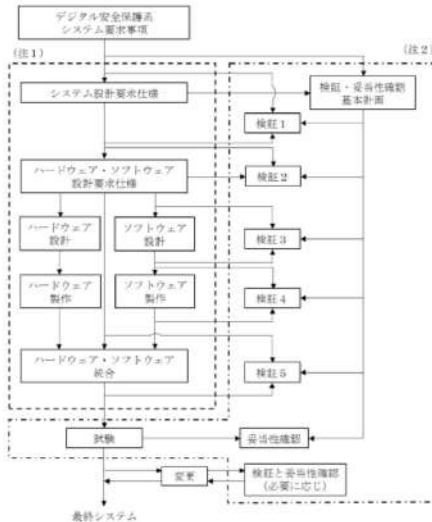 デジタル安全保護系
システム要求事項
(注1)
(注2)
システム設計要求仕様
検証・妥当性確認
基本計画
検証1
ハードウェア・ソフトウェア
設計要求仕様
検証2
ハードウェア
設計
ソフトウェア
設計
検証3
ハードウェア
製作
ソフトウェア
製作
検証4
ハードウェア・ソフトウェア
統合
検証5
試験
妥当性確認
変更
検証と妥当性確認
(必要に応じ)
最終システム